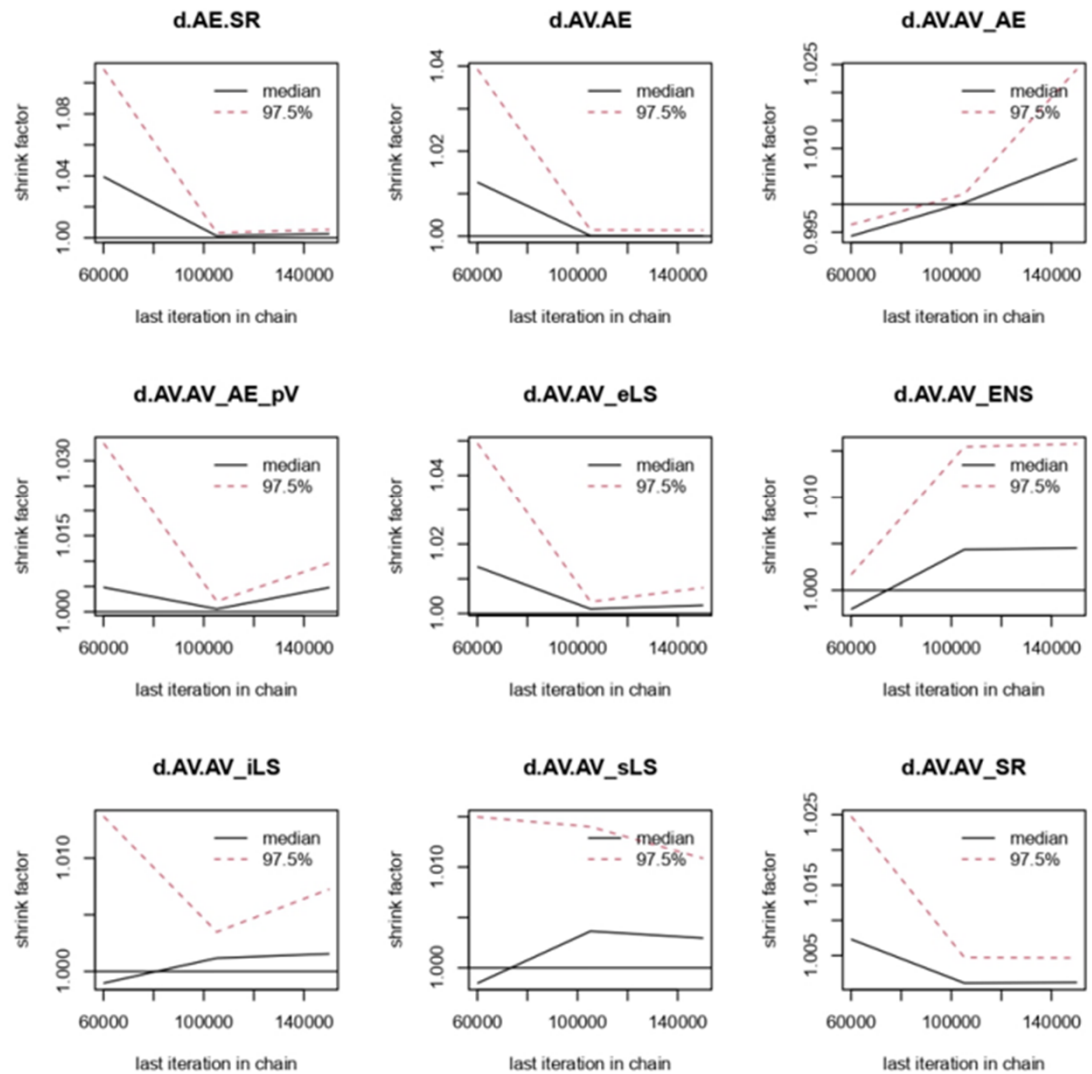 d.AE.SR
shrink factor
1.00 1.04 1.08
median
97.5%
60000 100000 140000
last iteration in chain
d.AV.AE
shrink factor
1.00 1.02 1.04
median
97.5%
60000 100000 140000
last iteration in chain
d.AV.AV_AE
shrink factor
0.995 1.010 1.025
median
97.5%
60000 100000 140000
last iteration in chain
d.AV.AV_AE_pV
shrink factor
1.000 1.015 1.030
median
97.5%
60000 100000 140000
last iteration in chain
d.AV.AV_eLS
shrink factor
1.00 1.02 1.04
median
97.5%
60000 100000 140000
last iteration in chain
d.AV.AV_ENS
shrink factor
1.000 1.010
median
97.5%
60000 100000 140000
last iteration in chain
d.AV.AV_iLS
shrink factor
1.000 1.010
median
97.5%
60000 100000 140000
last iteration in chain
d.AV.AV_sLS
shrink factor
1.000 1.010
median
97.5%
60000 100000 140000
last iteration in chain
d.AV.AV_SR
shrink factor
1.005 1.015 1.025
median
97.5%
60000 100000 140000
last iteration in chain